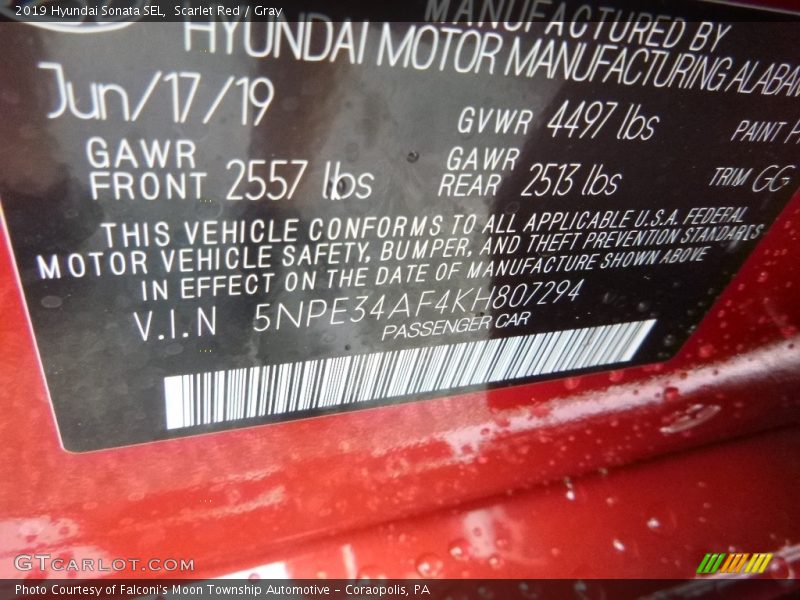 2019 Hyundai Sonata SEL, Scarlet Red / Gray
MANUFACTURED BY
HYUNDAI MOTOR MANUFACTURING
Jun/17/19
GVWR 4497 lbs
PAINT
GAWR FRONT 2557 lbs
GAWR REAR 2513 lbs
TRIM GG
THIS VEHICLE CONFORMS TO ALL APPLICABLE U.S.A. FEDERAL
MOTOR VEHICLE SAFETY, BUMPER, AND THEFT PREVENTION STANDARDS
IN EFFECT ON THE DATE OF MANUFACTURE SHOWN ABOVE
V.I.N 5NPE34AF4KH807294
PASSENGER CAR
GTCARLOT.COM
Photo Courtesy of Falconi's Moon Township Automotive – Coraopolis, PA